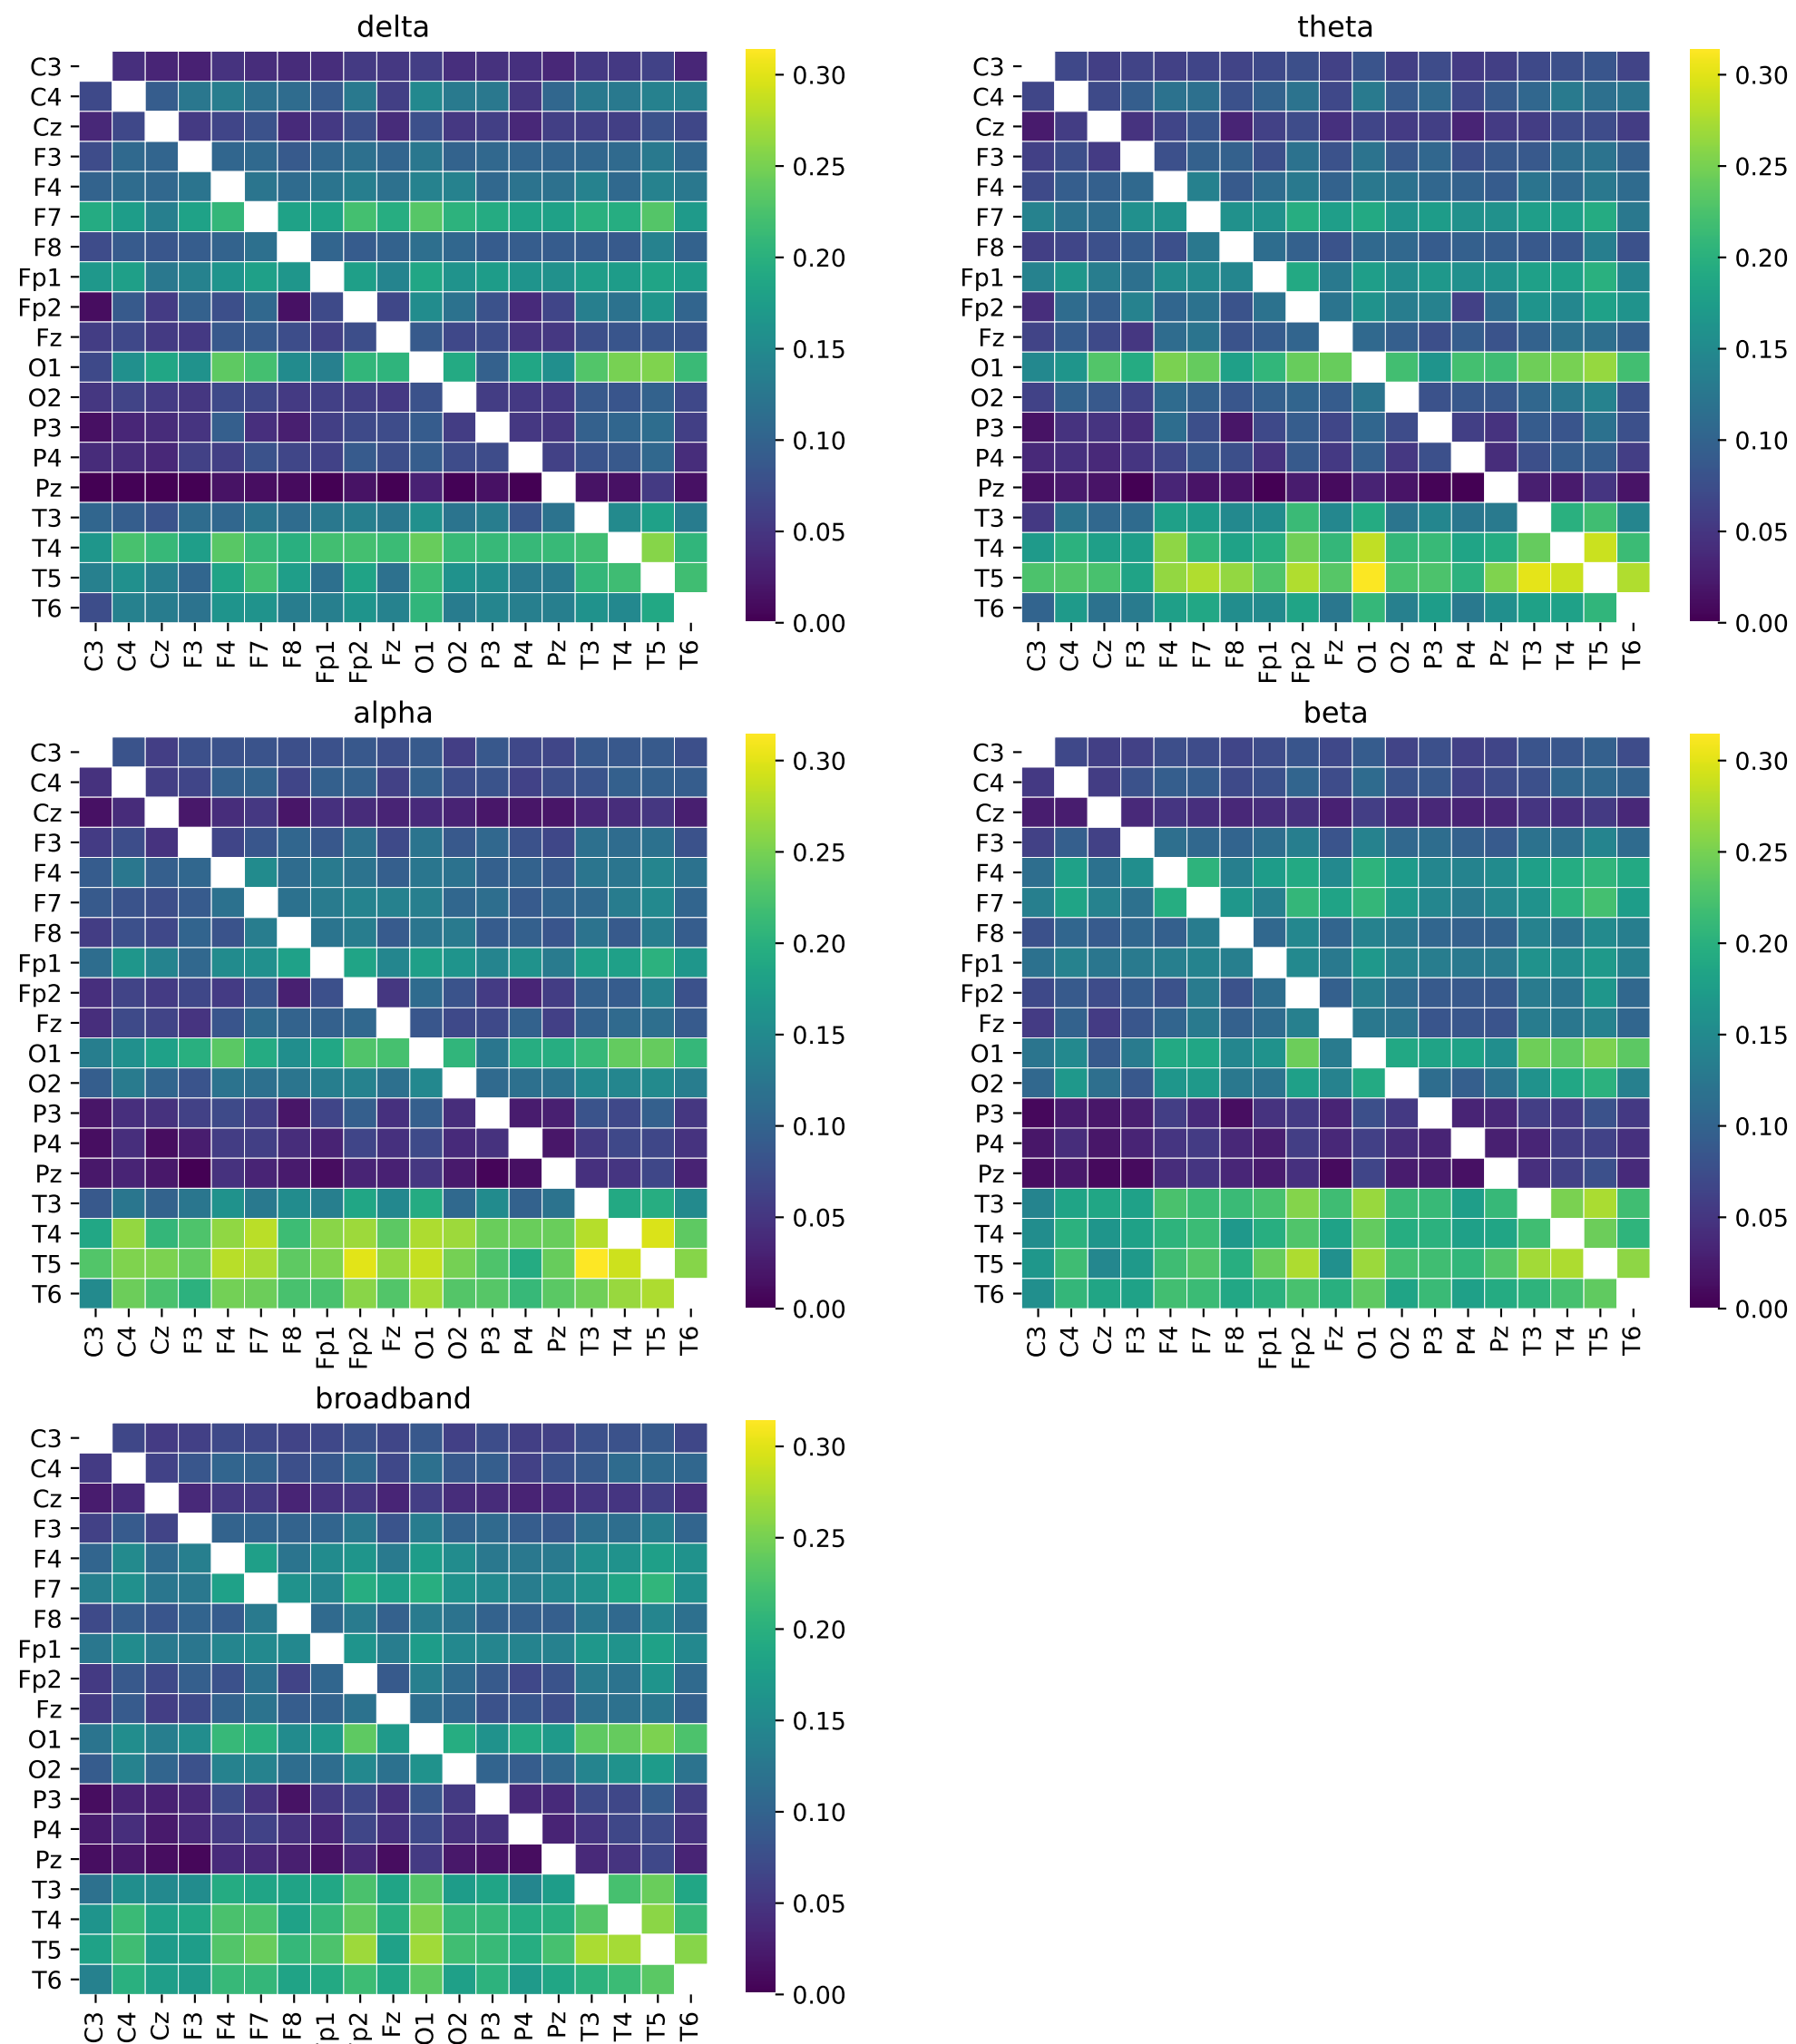 delta
theta
C3
C4
Cz
F3
F4
F7
F8
Fp1
Fp2
Fz
O1
O2
P3
P4
Pz
T3
T4
T5
T6
C3 C4 Cz F3 F4 F7 F8 Fp1 Fp2 Fz O1 O2 P3 P4 Pz T3 T4 T5 T6
0.30
0.25
0.20
0.15
0.10
0.05
0.00
C3
C4
Cz
F3
F4
F7
F8
Fp1
Fp2
Fz
O1
O2
P3
P4
Pz
T3
T4
T5
T6
C3 C4 Cz F3 F4 F7 F8 Fp1 Fp2 Fz O1 O2 P3 P4 Pz T3 T4 T5 T6
0.30
0.25
0.20
0.15
0.10
0.05
0.00
alpha
beta
C3
C4
Cz
F3
F4
F7
F8
Fp1
Fp2
Fz
O1
O2
P3
P4
Pz
T3
T4
T5
T6
C3 C4 Cz F3 F4 F7 F8 Fp1 Fp2 Fz O1 O2 P3 P4 Pz T3 T4 T5 T6
0.30
0.25
0.20
0.15
0.10
0.05
0.00
C3
C4
Cz
F3
F4
F7
F8
Fp1
Fp2
Fz
O1
O2
P3
P4
Pz
T3
T4
T5
T6
C3 C4 Cz F3 F4 F7 F8 Fp1 Fp2 Fz O1 O2 P3 P4 Pz T3 T4 T5 T6
0.30
0.25
0.20
0.15
0.10
0.05
0.00
broadband
C3
C4
Cz
F3
F4
F7
F8
Fp1
Fp2
Fz
O1
O2
P3
P4
Pz
T3
T4
T5
T6
C3 C4 Cz F3 F4 F7 F8 p1 p2 Fz O1 O2 P3 P4 Pz T3 T4 T5 T6
0.30
0.25
0.20
0.15
0.10
0.05
0.00